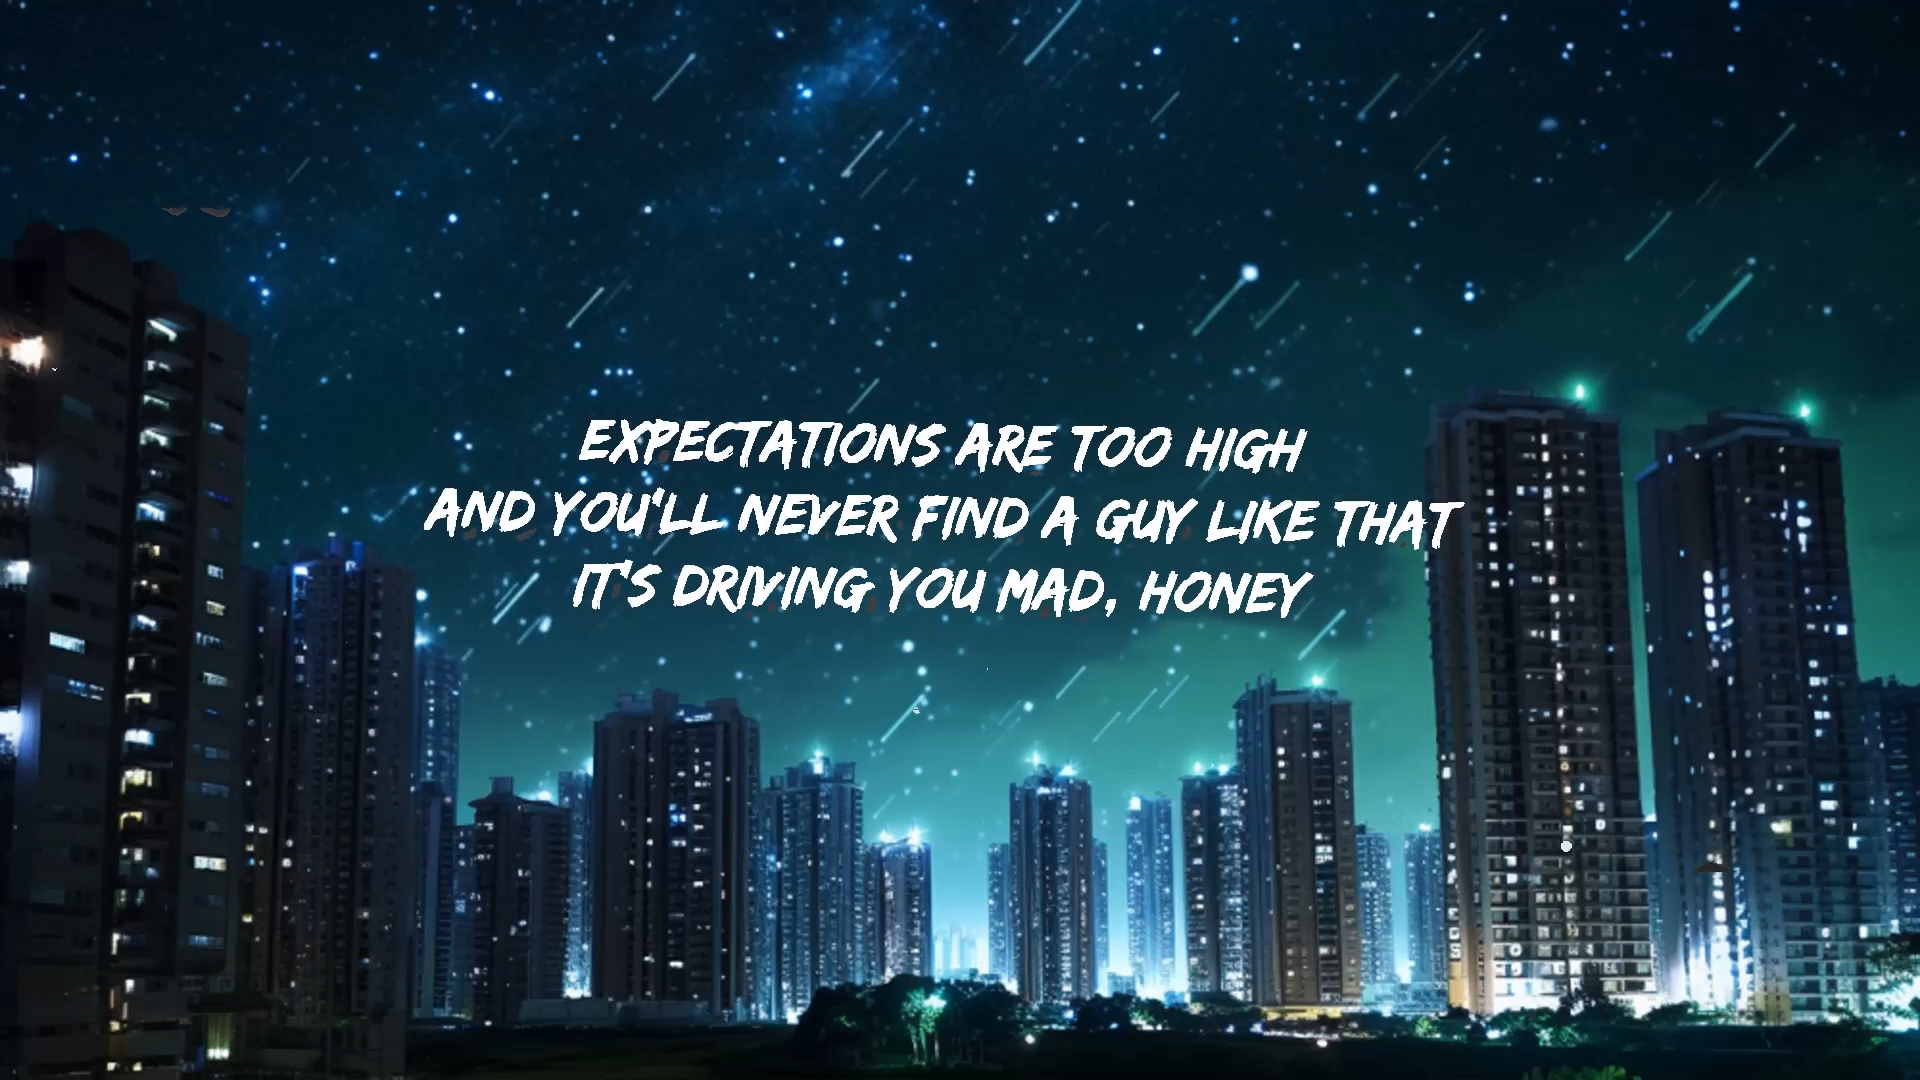 EXPECTATIONS ARE TOO HIGH
AND YOU'LL NEVER FIND A GUY LIKE THAT
IT'S DRIVING YOU MAD, HONEY